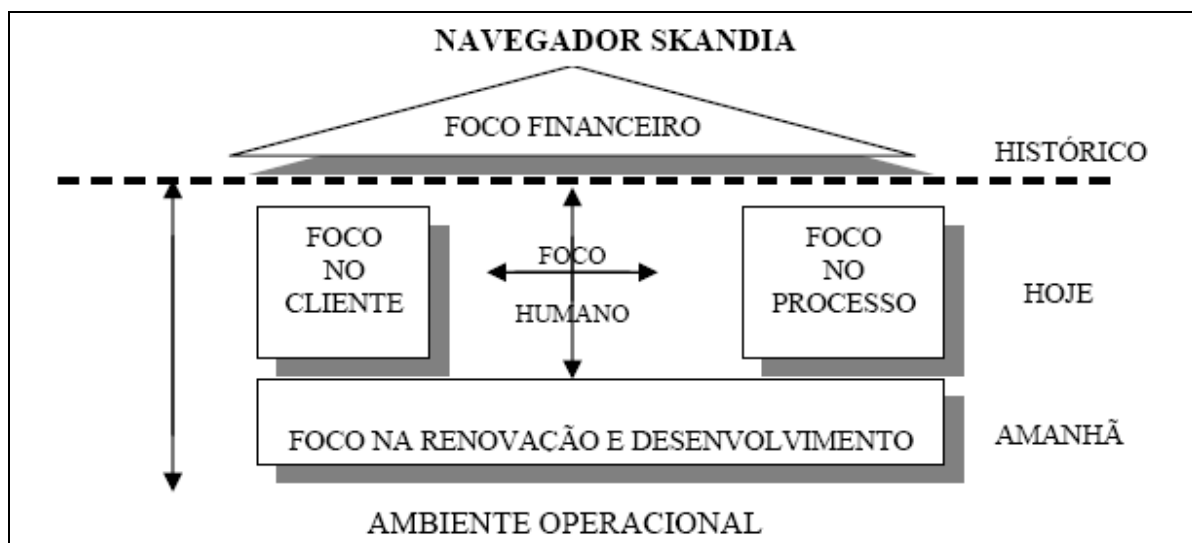 NAVEGADOR SKANDIA
FOCO FINANCEIRO
HISTÓRICO
FOCO
NO
CLIENTE
FOCO
HUMANO
FOCO
NO
PROCESSO
HOJE
FOCO NA RENOVAÇÃO E DESENVOLVIMENTO
AMANHÃ
AMBIENTE OPERACIONAL